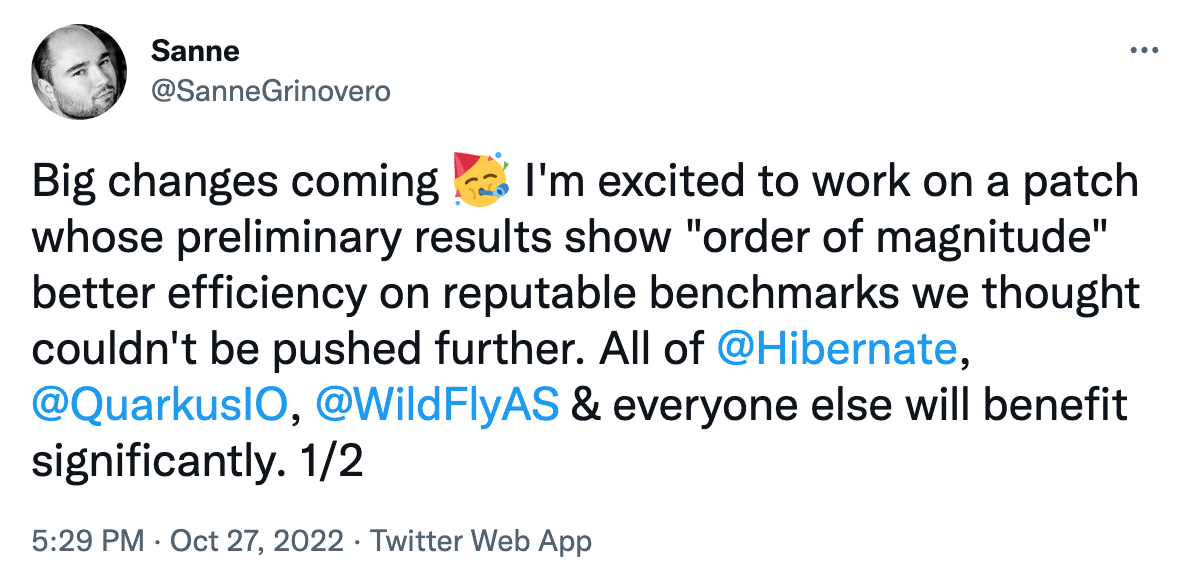 Sanne
@SanneGrinovero
Big changes coming 🥳 I'm excited to work on a patch
whose preliminary results show "order of magnitude"
better efficiency on reputable benchmarks we thought
couldn't be pushed further. All of @Hibernate,
@QuarkusIO, @WildFlyAS & everyone else will benefit
significantly. 1/2
5:29 PM · Oct 27, 2022 · Twitter Web App